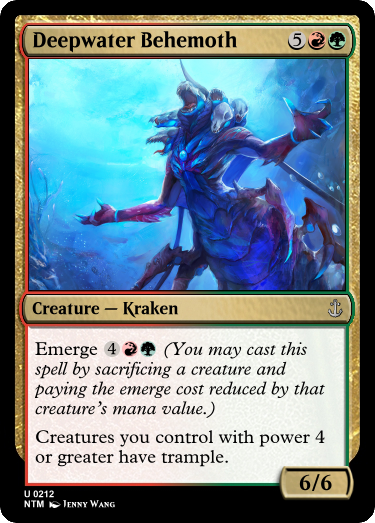 Deepwater Behemoth 5
Creature — Kraken
Emerge 4 (You may cast this
spell by sacrificing a creature and
paying the emerge cost reduced by that
creature's mana value.)
Creatures you control with power 4
or greater have trample.
6/6
U 0212
NTM Jenny Wang